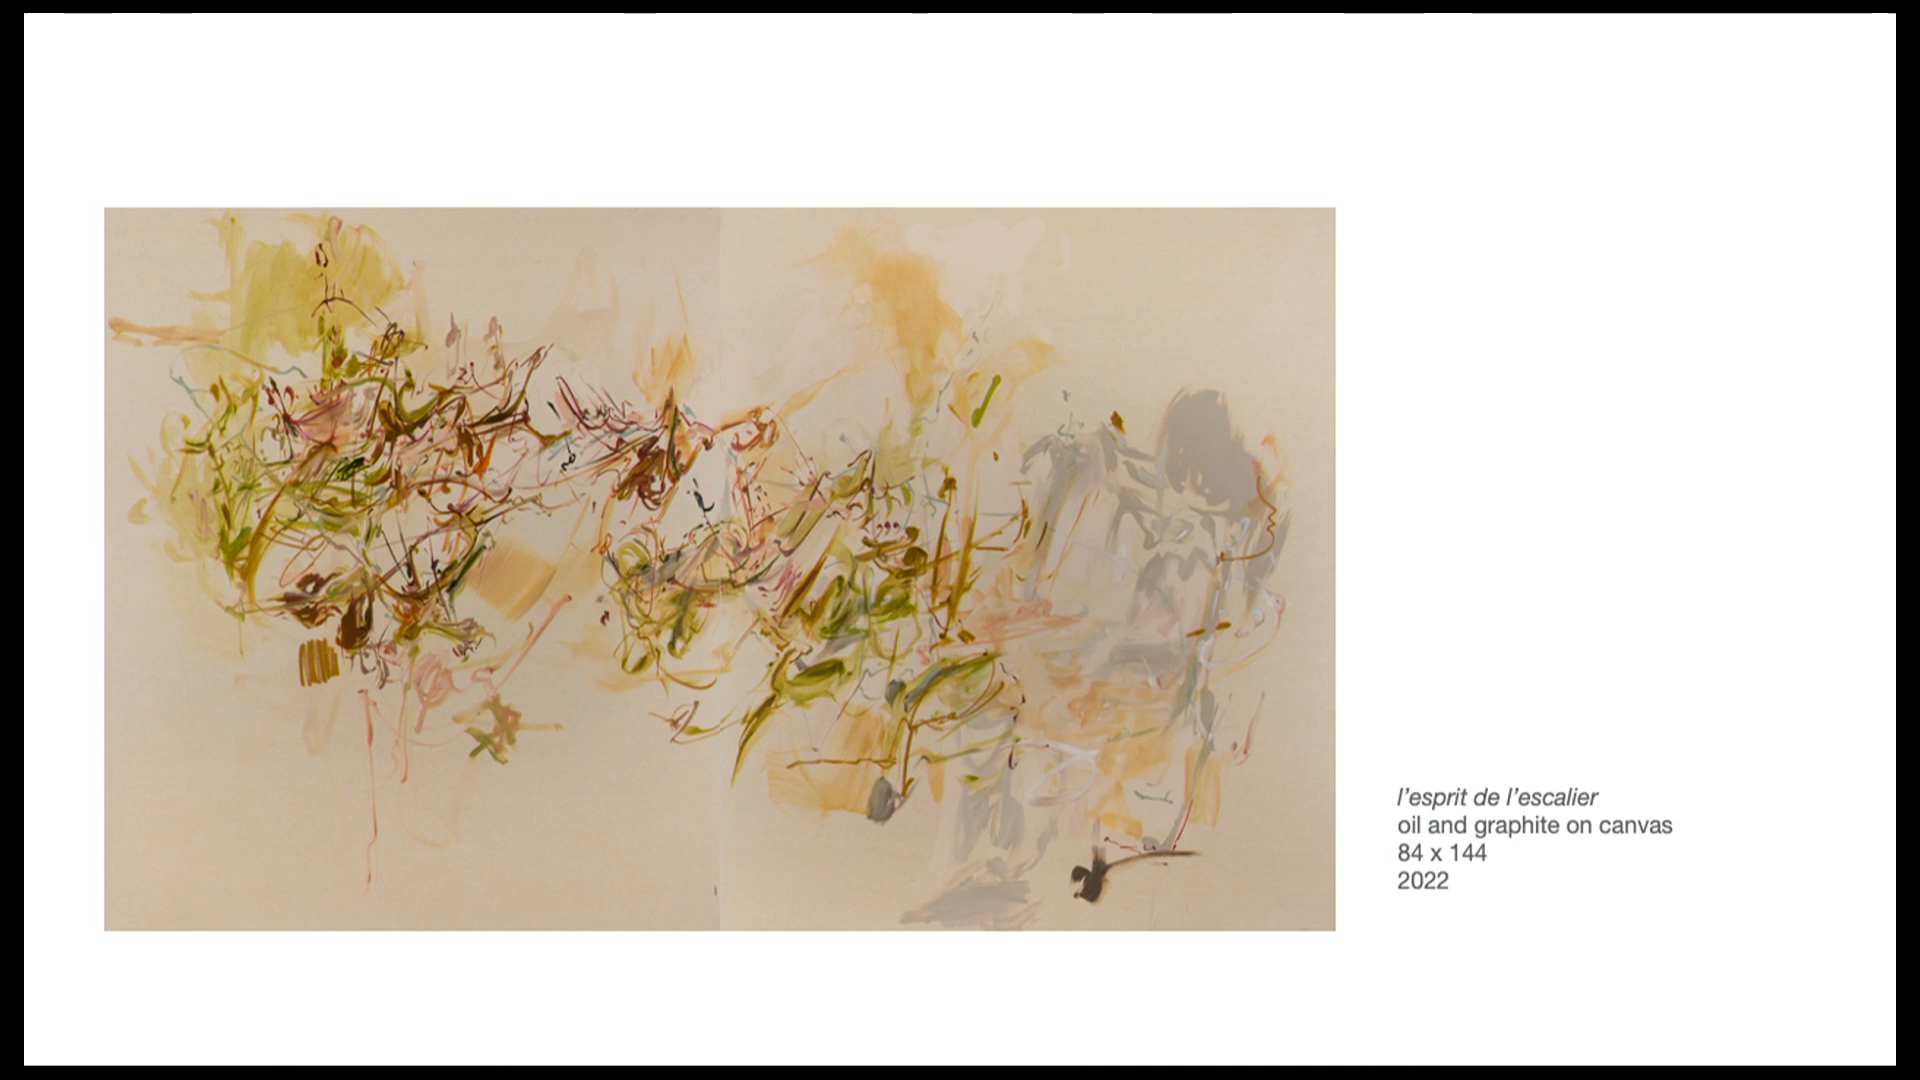 l’esprit de l’escalier
oil and graphite on canvas
84 x 144
2022